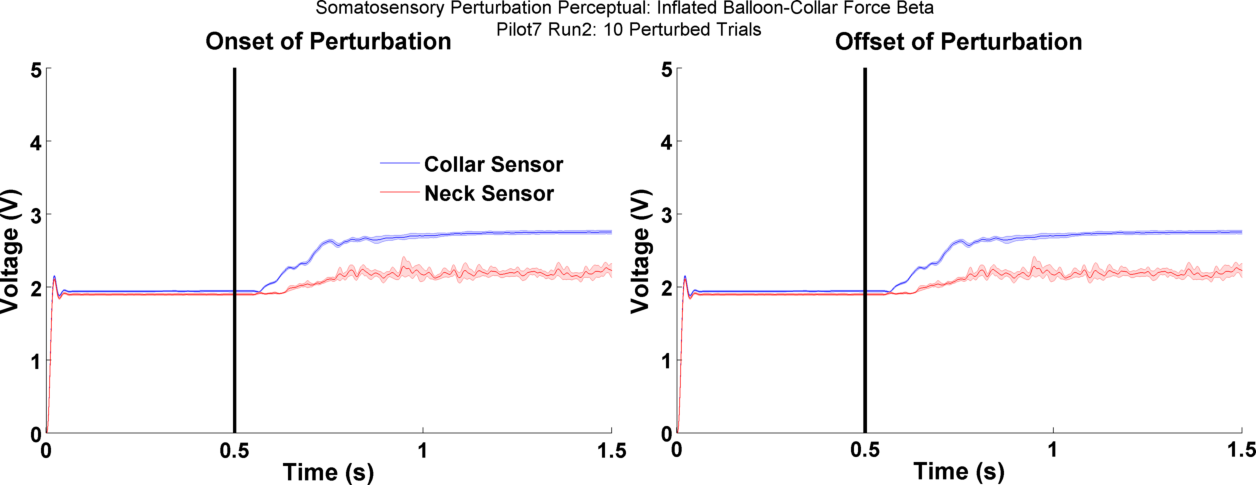 Somatosensory Perturbation Perceptual: Inflated Balloon-Collar Force Beta
Pilot7 Run2: 10 Perturbed Trials
Onset of Perturbation
Voltage (V)
5
4
3
2
1
0
Collar Sensor
Neck Sensor
0
0.5
1
1.5
Time (s)
Offset of Perturbation
Voltage (V)
5
4
3
2
1
0
0
0.5
1
1.5
Time (s)